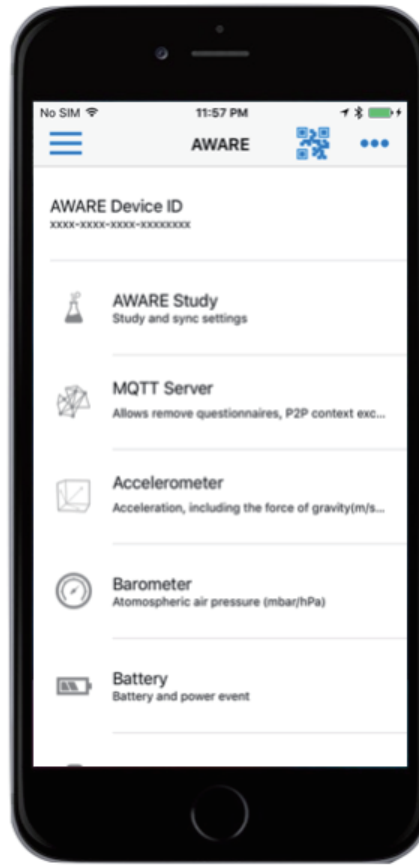 No SIM 11:57 PM
AWARE
AWARE Device ID
xxxx-xxxx-xxxx-xxxxxxxx
AWARE Study
Study and sync settings
MQTT Server
Allows remove questionnaires, P2P context exc...
Accelerometer
Acceleration, including the force of gravity(m/s...
Barometer
Atomospheric air pressure (mbar/hPa)
Battery
Battery and power event